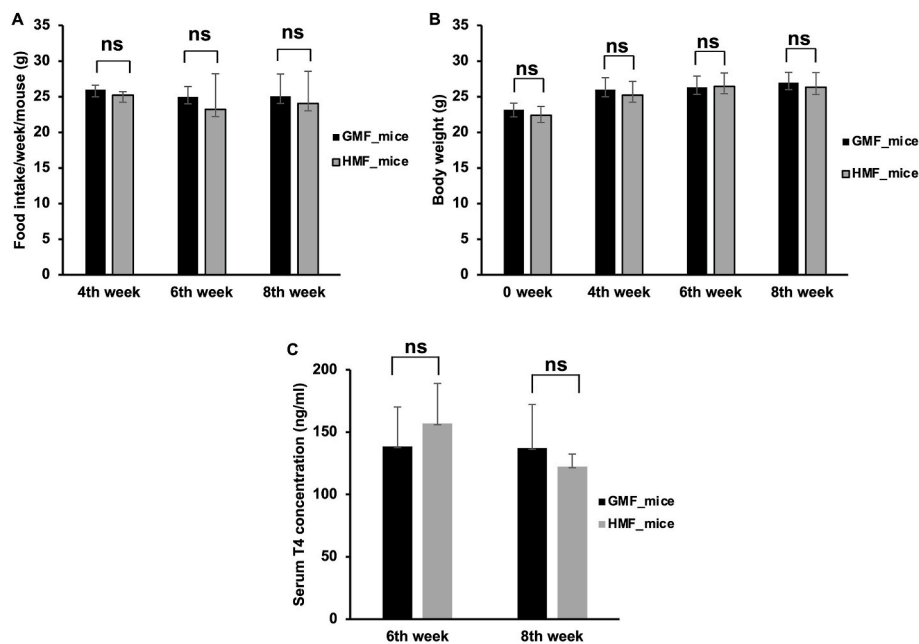 A
Food intake/week/mouse (g)
35
30
25
20
15
10
5
0
ns
ns
ns
4th week
6th week
8th week
GMF_mice
HMF_mice
B
Body weight (g)
35
30
25
20
15
10
5
0
ns
ns
ns
ns
0 week
4th week
6th week
8th week
GMF_mice
HMF_mice
C
Serum T4 concentration (ng/ml)
200
150
100
50
0
ns
ns
6th week
8th week
GMF_mice
HMF_mice